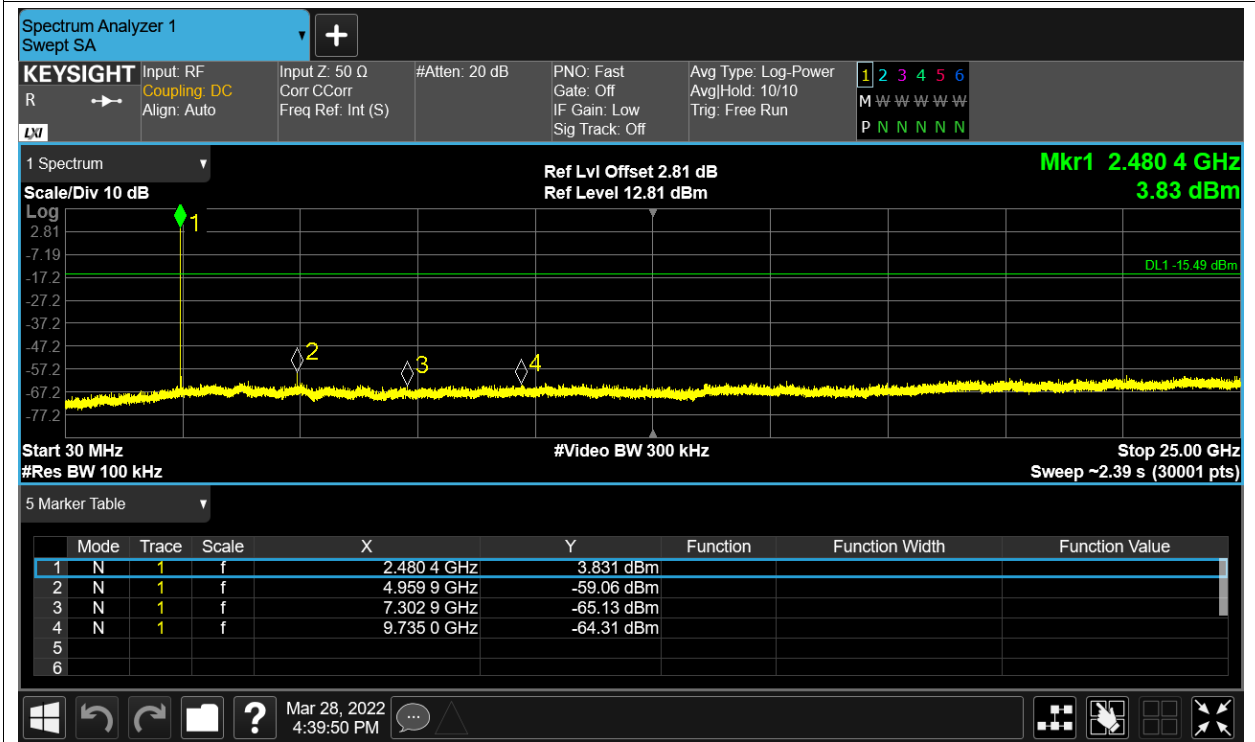 Spectrum Analyzer 1
Swept SA
+
KEYSIGHT
R
LXI
Input: RF
Coupling: DC
Align: Auto
Input Z: 50 Ω
Corr CCorr
Freq Ref: Int (S)
#Atten: 20 dB
PNO: Fast
Gate: Off
IF Gain: Low
Sig Track: Off
Avg Type: Log-Power
Avg|Hold: 10/10
Trig: Free Run
1 2 3 4 5 6
M W W W W W
P N N N N N
1 Spectrum
Scale/Div 10 dB
Ref Lvl Offset 2.81 dB
Ref Level 12.81 dBm
Mkr1 2.480 4 GHz
3.83 dBm
Log
2.81
-7.19
-17.2
-27.2
-37.2
-47.2
-57.2
-67.2
-77.2
1
2
3
4
DL1 -15.49 dBm
Start 30 MHz
#Video BW 300 kHz
Stop 25.00 GHz
#Res BW 100 kHz
Sweep ~2.39 s (30001 pts)
5 Marker Table
Mode Trace Scale X Y Function Function Width Function Value
1 N 1 f 2.480 4 GHz 3.831 dBm
2 N 1 f 4.959 9 GHz -59.06 dBm
3 N 1 f 7.302 9 GHz -65.13 dBm
4 N 1 f 9.735 0 GHz -64.31 dBm
5
6
?
Mar 28, 2022
4:39:50 PM